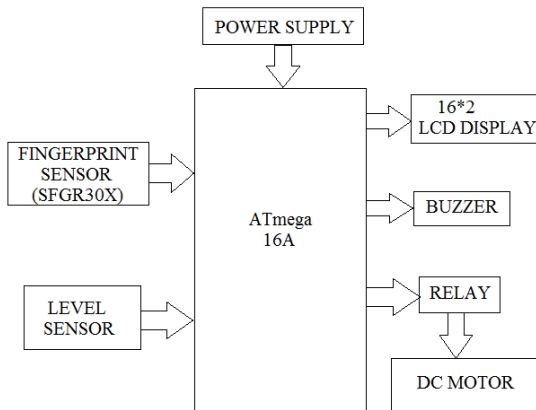 POWER SUPPLY
16*2
LCD DISPLAY
FINGERPRINT
SENSOR
(SFGR30X)
ATmega
16A
BUZZER
LEVEL
SENSOR
RELAY
DC MOTOR